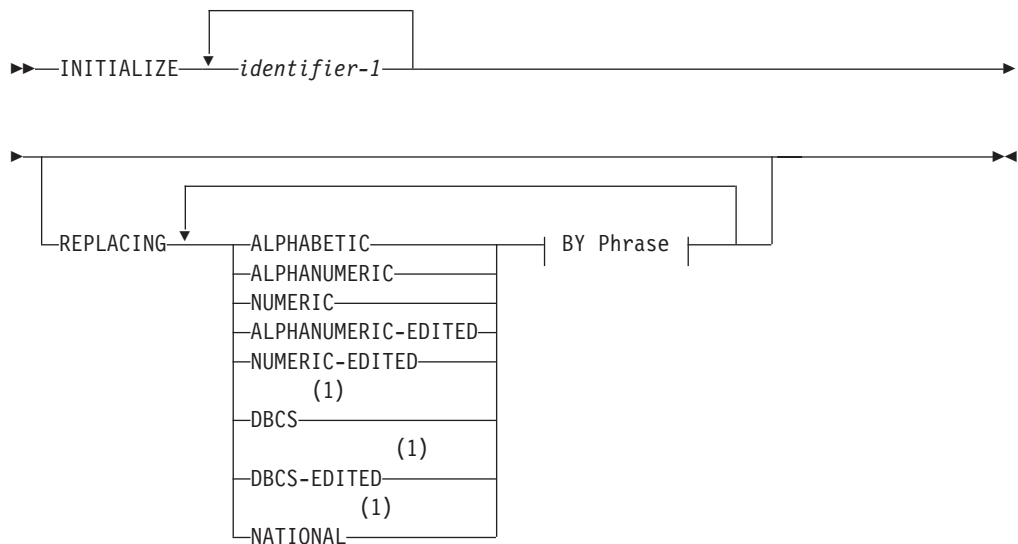 INITIALIZE identifier-1
REPLACING ALPHABETIC BY Phrase
ALPHANUMERIC
NUMERIC
ALPHANUMERIC-EDITED
NUMERIC-EDITED
(1)
DBCS
(1)
DBCS-EDITED
(1)
NATIONAL